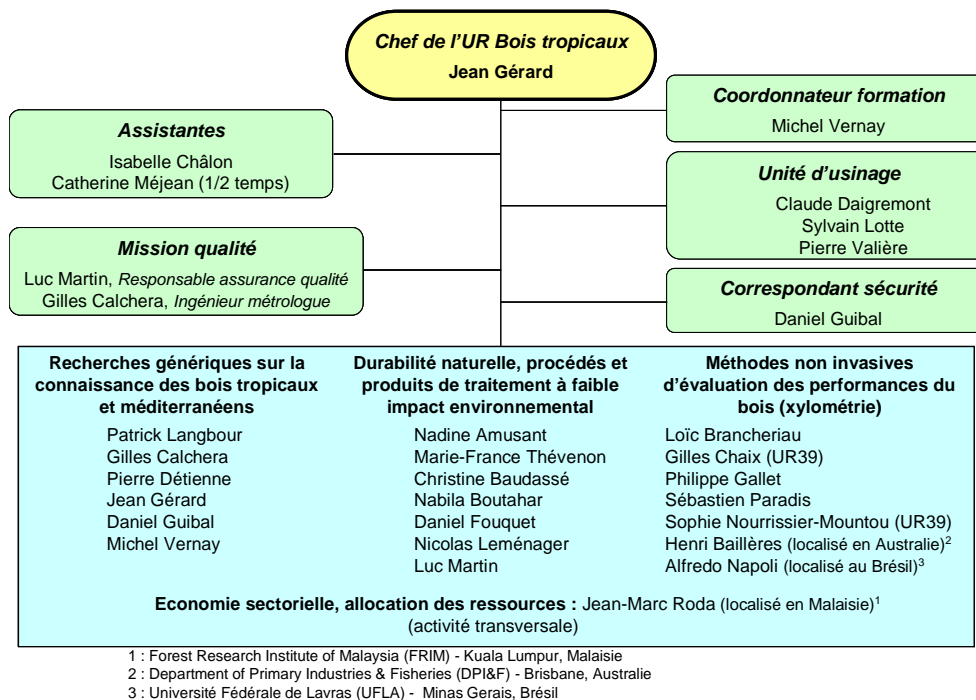 Chef de l'UR Bois tropicaux
Jean Gérard
Assistantes
Isabelle Châlon
Catherine Méjean (1/2 temps)
Mission qualité
Luc Martin, Responsable assurance qualité
Gilles Calchera, Ingénieur métrologue
Coordonnateur formation
Michel Vernay
Unité d'usinage
Claude Daigremont
Sylvain Lotte
Pierre Valière
Correspondant sécurité
Daniel Guibal
Recherches génériques sur la
connaissance des bois tropicaux
et méditerranéens
Patrick Langbour
Gilles Calchera
Pierre Détienne
Jean Gérard
Daniel Guibal
Michel Vernay
Durabilité naturelle, procédés et
produits de traitement à faible
impact environnemental
Nadine Amusant
Marie-France Thévenon
Christine Baudassé
Nabila Boutahar
Daniel Fouquet
Nicolas Leménager
Luc Martin
Méthodes non invasives
d'évaluation des performances du
bois (xylométrie)
Loïc Brancheriau
Gilles Chaix (UR39)
Philippe Gallet
Sébastien Paradis
Sophie Nourrissier-Mountou (UR39)
Henri Baillères (localisé en Australie)²
Alfredo Napoli (localisé au Brésil)³
Economie sectorielle, allocation des ressources : Jean-Marc Roda (localisé en Malaisie)¹
(activité transversale)
1 : Forest Research Institute of Malaysia (FRIM) - Kuala Lumpur, Malaisie
2 : Department of Primary Industries & Fisheries (DPI&F) - Brisbane, Australie
3 : Université Fédérale de Lavras (UFLA) - Minas Gerais, Brésil